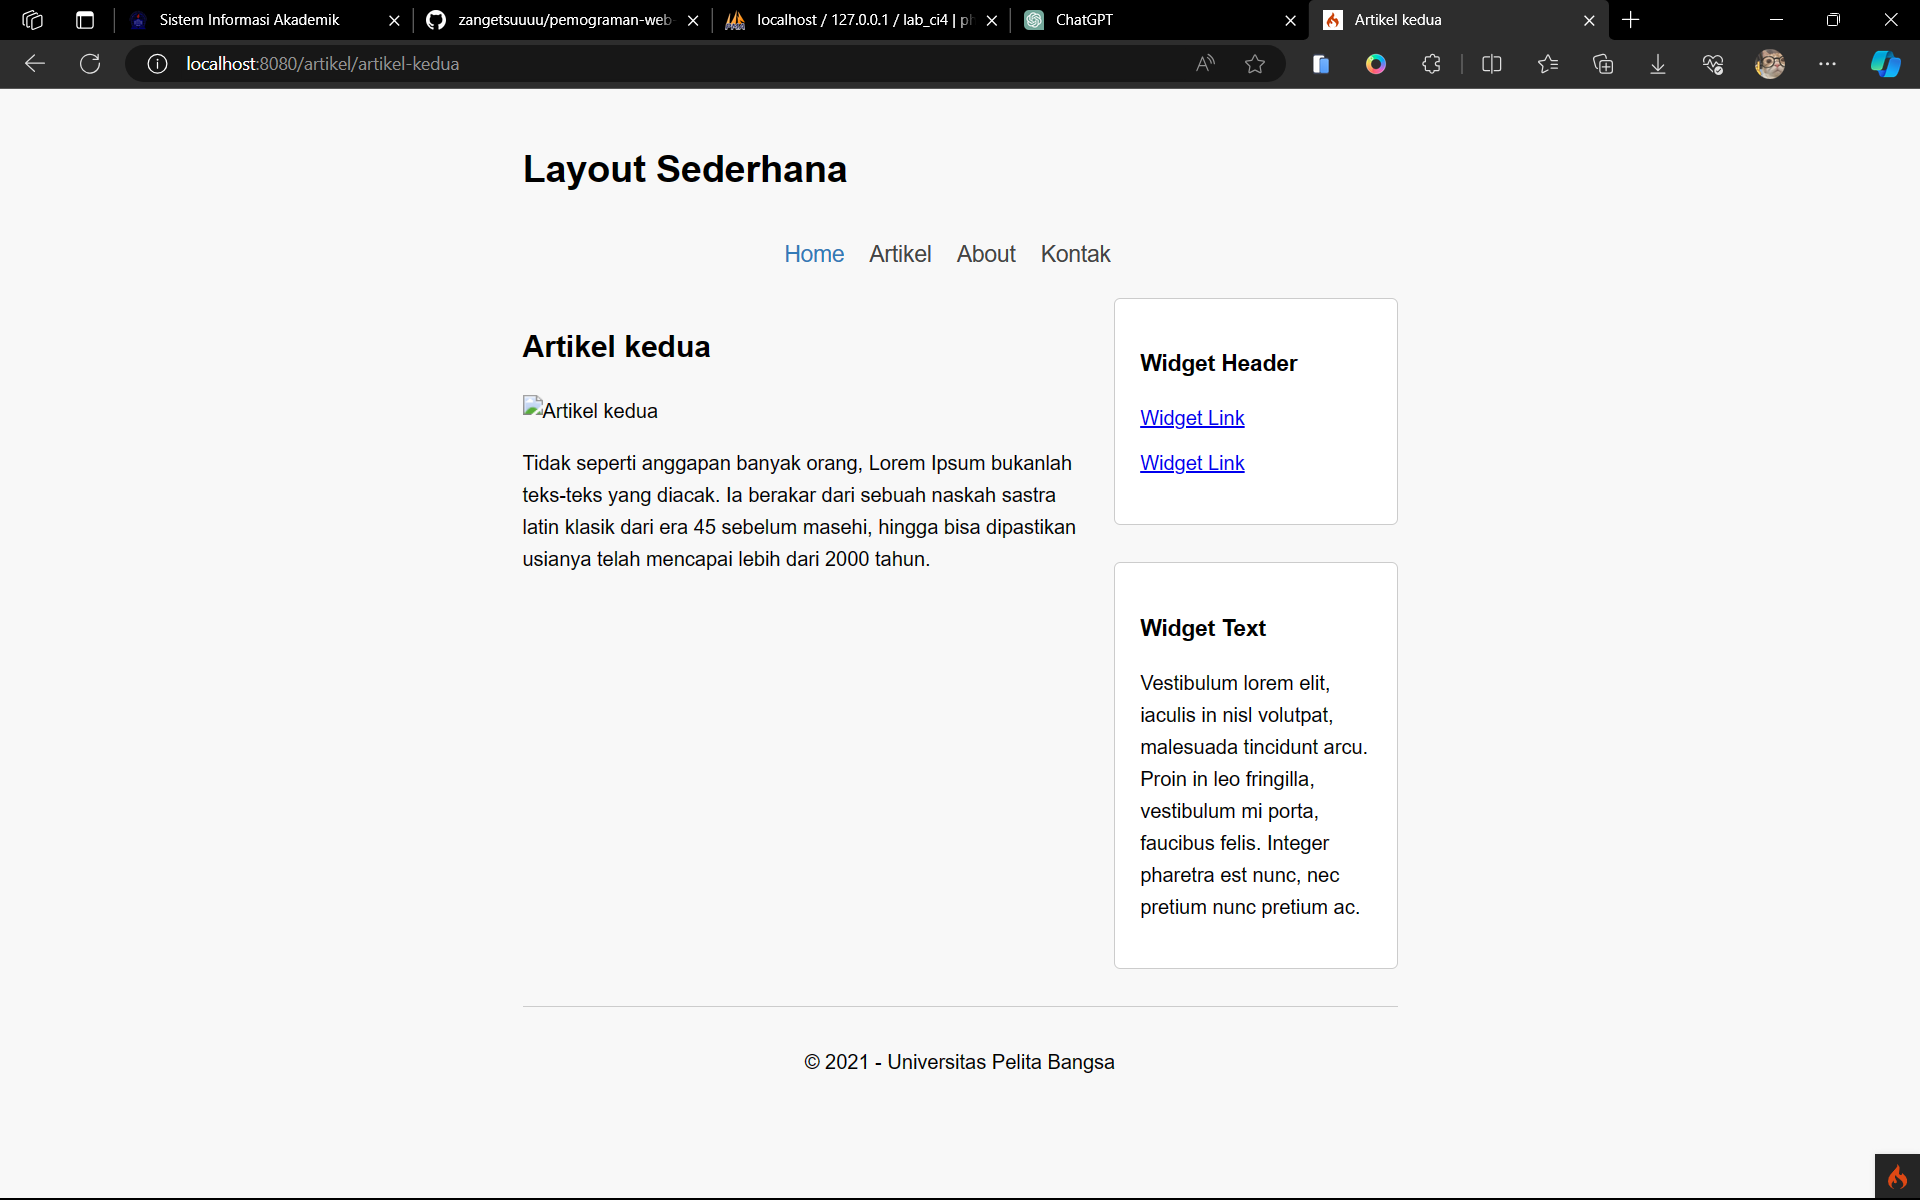 Sistem Informasi Akademik
zangetsuuuu/pemograman-web-
localhost / 127.0.0.1 / lab_ci4 | ph
ChatGPT
Artikel kedua
localhost:8080/artikel/artikel-kedua
Layout Sederhana
Home Artikel About Kontak
Artikel kedua
Artikel kedua
Tidak seperti anggapan banyak orang, Lorem Ipsum bukanlah
teks-teks yang diacak. Ia berakar dari sebuah naskah sastra
latin klasik dari era 45 sebelum masehi, hingga bisa dipastikan
usianya telah mencapai lebih dari 2000 tahun.
Widget Header
Widget Link
Widget Link
Widget Text
Vestibulum lorem elit,
iaculis in nisl volutpat,
malesuada tincidunt arcu.
Proin in leo fringilla,
vestibulum mi porta,
faucibus felis. Integer
pharetra est nunc, nec
pretium nunc pretium ac.
© 2021 - Universitas Pelita Bangsa